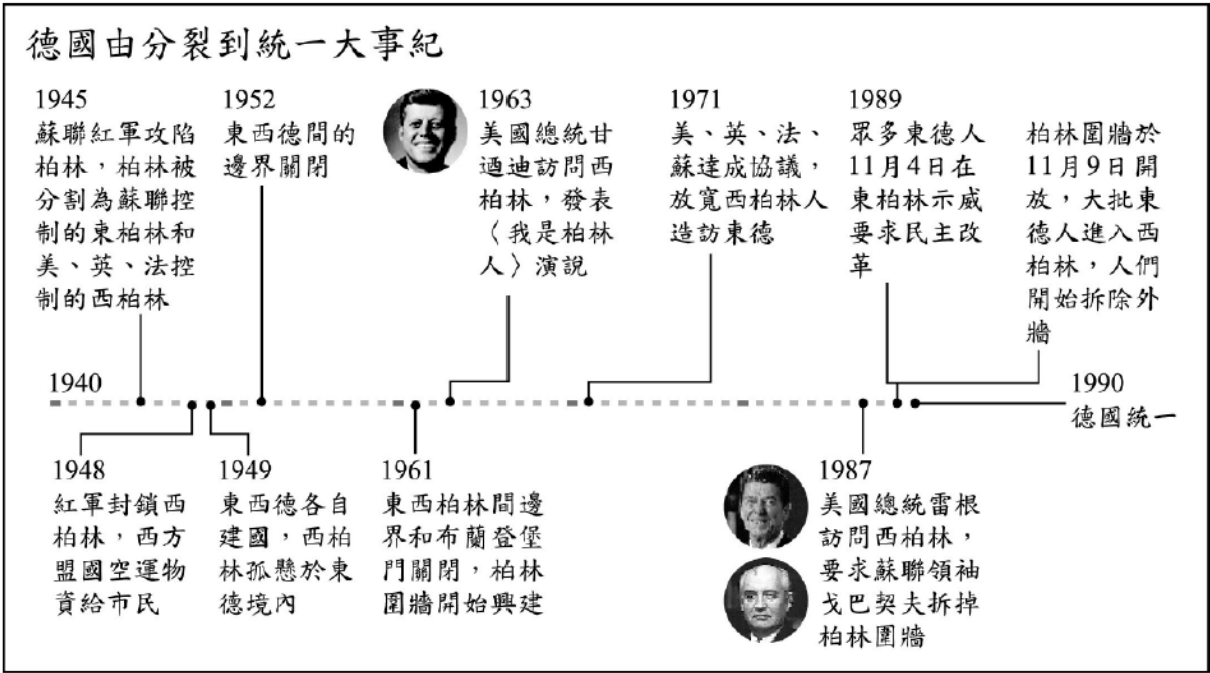 德國由分裂到統一大事紀
1945
蘇聯紅軍攻陷
柏林，柏林被
分割為蘇聯控
制的東柏林和
美、英、法控
制的西柏林
1952
東西德間的
邊界關閉
1963
美國總統甘
迺迪訪問西
柏林，發表
〈我是柏林
人〉演說
1971
美、英、法、
蘇達成協議，
放寬西柏林人
造訪東德
1989
眾多東德人
11月4日在
東柏林示威
要求民主改
革
柏林圍牆於
11月9日開
放，大批東
德人進入西
柏林，人們
開始拆除外
牆
1940
1990
德國統一
1948
紅軍封鎖西
柏林，西方
盟國空運物
資給市民
1949
東西德各自
建國，西柏
林孤懸於東
德境內
1961
東西柏林間邊
界和布蘭登堡
門關閉，柏林
圍牆開始興建
1987
美國總統雷根
訪問西柏林，
要求蘇聯領袖
戈巴契夫拆掉
柏林圍牆